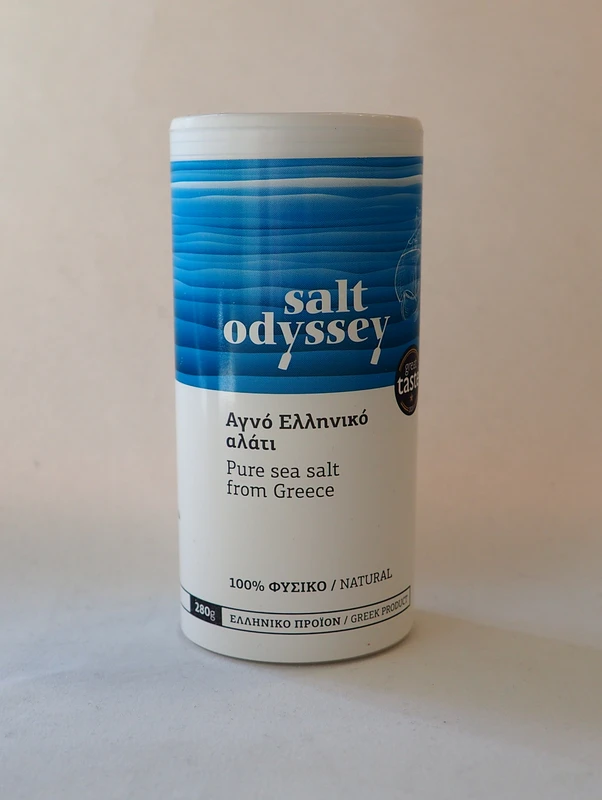 salt
odyssey
great
taste
Αγνό Ελληνικό
αλάτι
Pure sea salt
from Greece
100% ΦΥΣΙΚΟ / NATURAL
280g
ΕΛΛΗΝΙΚΟ ΠΡΟΪΟΝ / GREEK PRODUCT